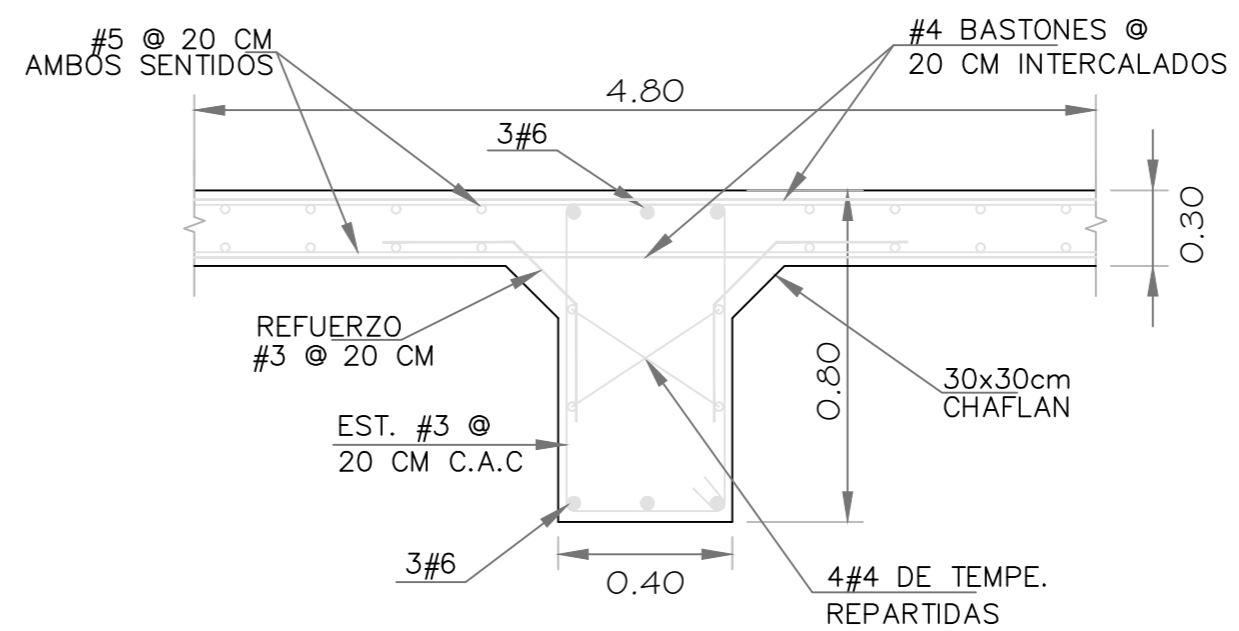 #5 @ 20 CM
AMBOS SENTIDOS
#4 BASTONES @
20 CM INTERCALADOS
4.80
3#6
0.30
REFUERZO
#3 @ 20 CM
0.80
30x30cm
CHAFLAN
EST. #3 @
20 CM C.A.C
3#6
0.40
4#4 DE TEMPE.
REPARTIDAS